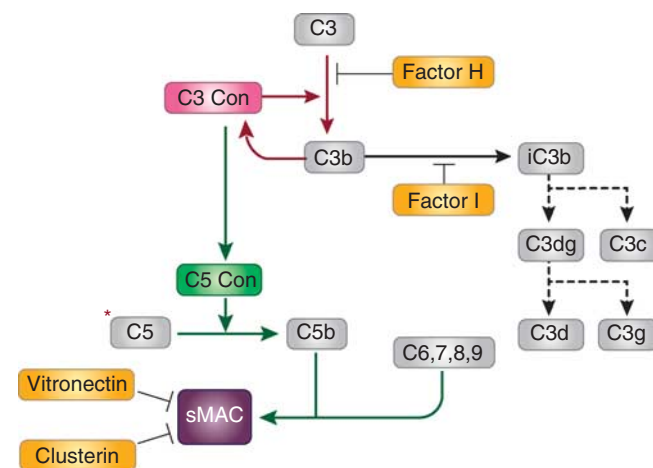 C3
Factor H
C3 Con
C3b
iC3b
Factor I
C3dg
C3c
C5 Con
* C5
C5b
C6,7,8,9
C3d
C3g
Vitronectin
sMAC
Clusterin